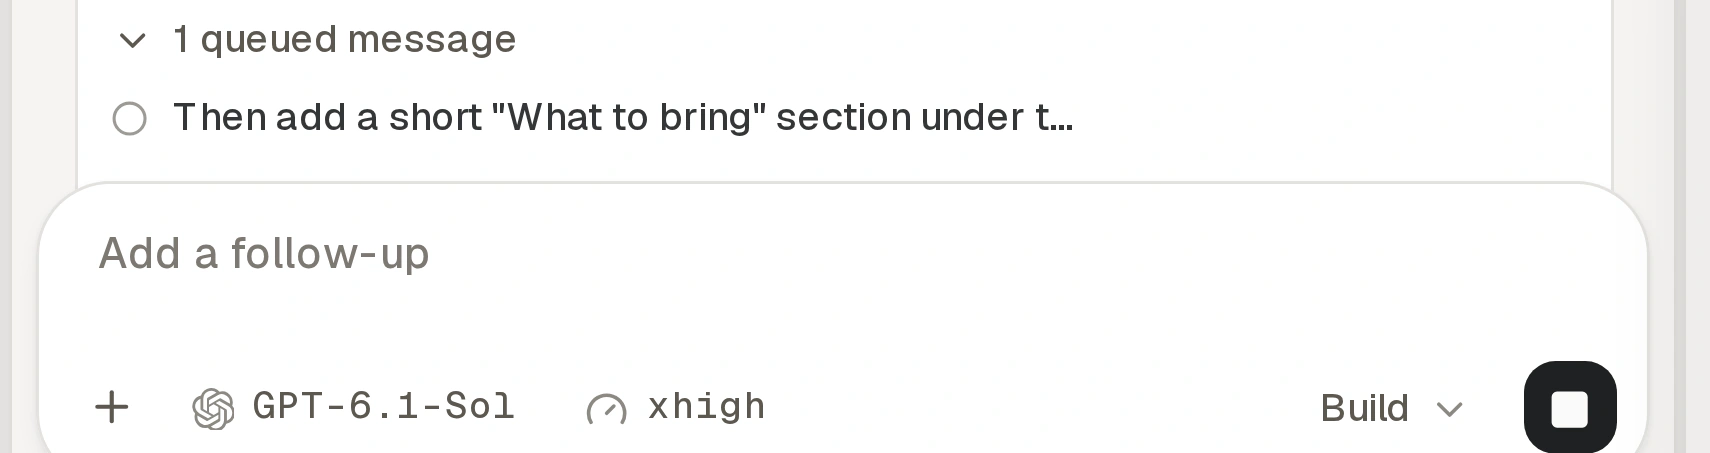 1 queued message
Then add a short "What to bring" section under t...
Add a follow-up
GPT-6.1-Sol xhigh Build